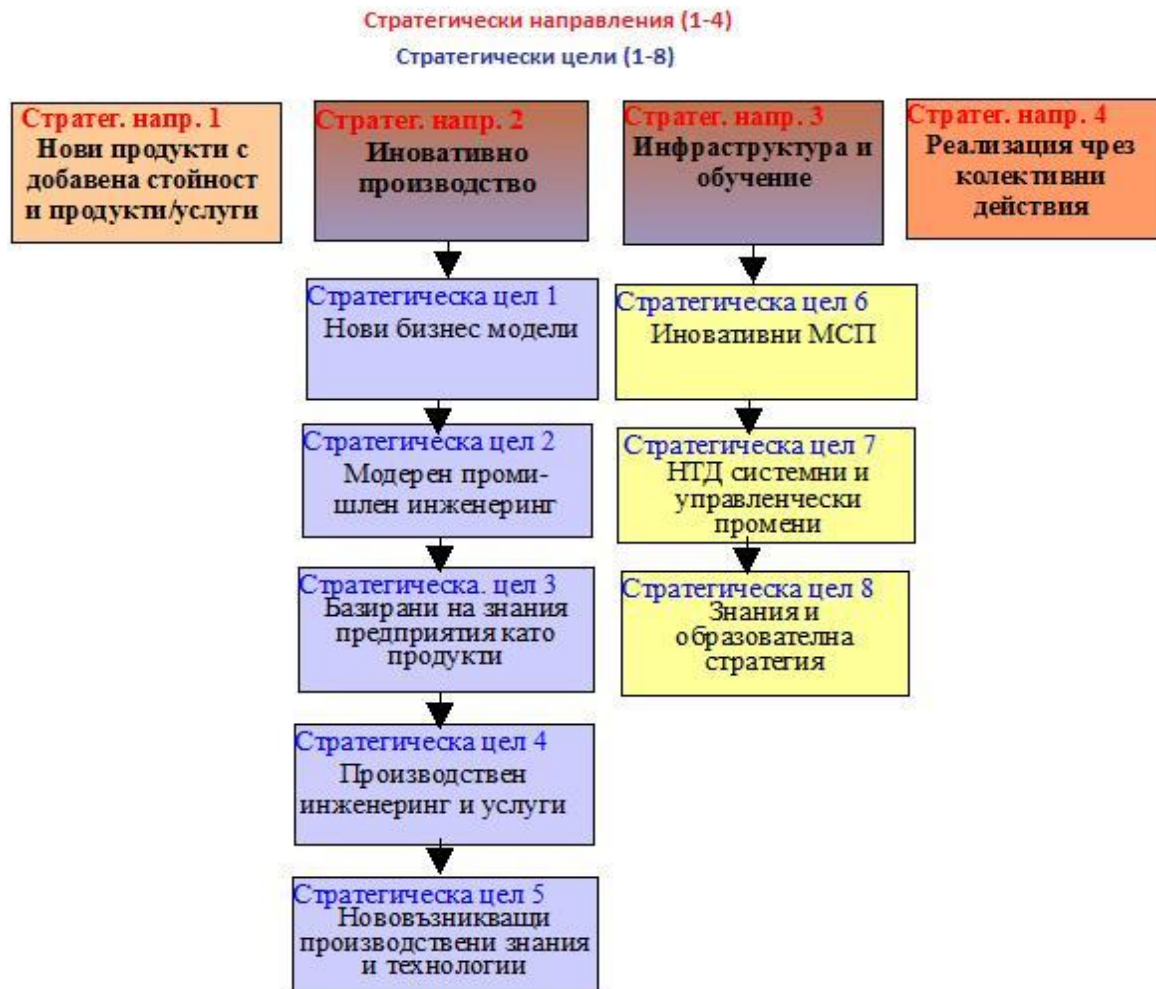 Стратегически направления (1-4)
Стратегически цели (1-8)
Стратег. напр. 1
Нови продукти с
добавена стойност
и продукти/услуги
Стратег. напр. 2
Иновативно
производство
Стратег. напр. 3
Инфраструктура и
обучение
Стратег. напр. 4
Реализация чрез
колективни
действия
Стратегическа цел 1
Нови бизнес модели
Стратегическа цел 2
Модерен проми-
шлен инженеринг
Стратегическа. цел 3
Базирани на знания
предприятия като
продукти
Стратегическа цел 4
Производствен
инженеринг и услуги
Стратегическа цел 5
Нововъзникващи
производствени знания
и технологии
Стратегическа цел 6
Иновативни МСП
Стратегическа цел 7
НТД системни и
управленчески
промени
Стратегическа цел 8
Знания и
образователна
стратегия